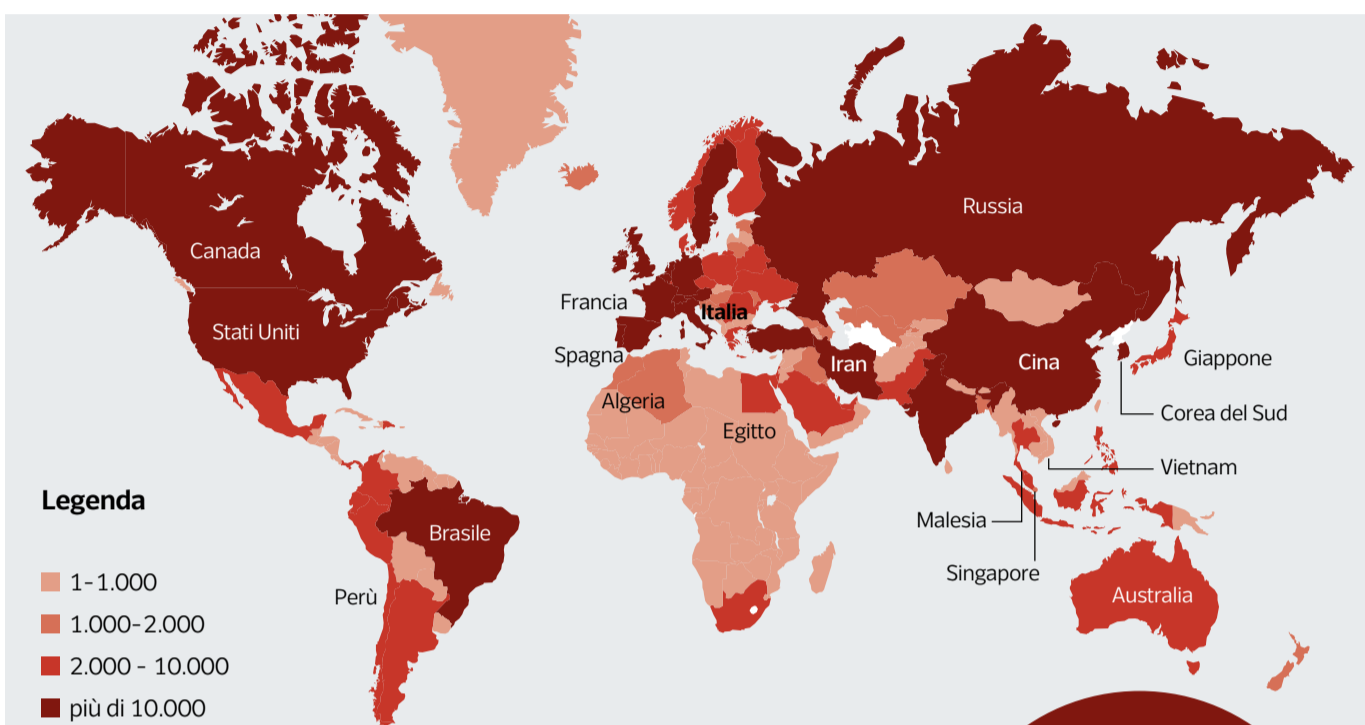 Canada
Stati Uniti
Russia
Francia
Italia
Spagna
Iran
Cina
Giappone
Algeria
Egitto
Corea del Sud
Vietnam
Malesia
Singapore
Brasile
Perù
Australia
Legenda
1-1.000
1.000-2.000
2.000 - 10.000
più di 10.000